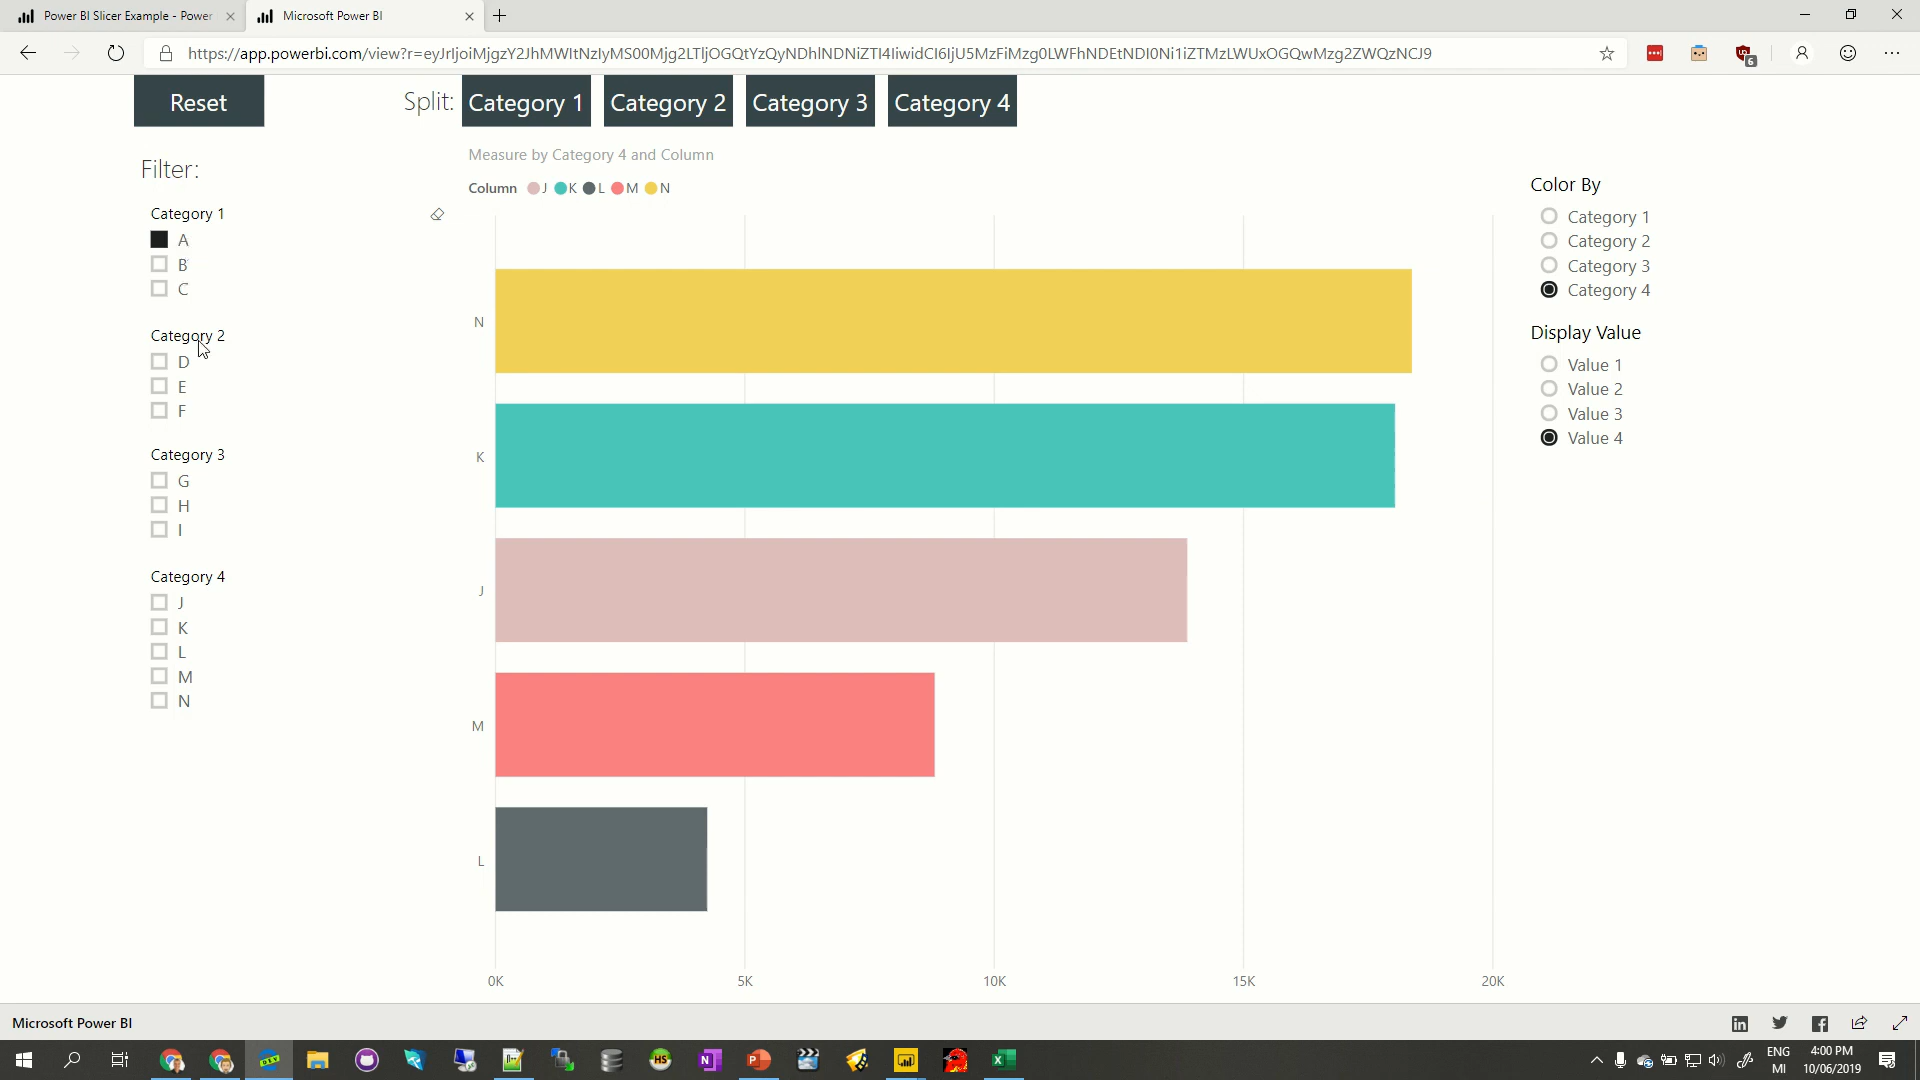 Power BI Slicer Example - Power
Microsoft Power BI
https://app.powerbi.com/view?r=eyJrIjoiMjgzY2JhMWItNzIyMS00Mjg2LTljOGQtYzQyNDhlNDNiZTI4IiwidCI6IjU5MzFiMzg0LWFhNDEtNDI0Ni1iZTMzLWUxOGQwMzg2ZWQzNCJ9
6
Reset
Split:
Category 1
Category 2
Category 3
Category 4
Measure by Category 4 and Column
Column J K L M N
Filter:
Category 1
A
B
C
Category 2
D
E
F
Category 3
G
H
I
Category 4
J
K
L
M
N
N
K
J
M
L
0K
5K
10K
15K
20K
Color By
Category 1
Category 2
Category 3
Category 4
Display Value
Value 1
Value 2
Value 3
Value 4
Microsoft Power BI
ENG
MI
4:00 PM
10/06/2019